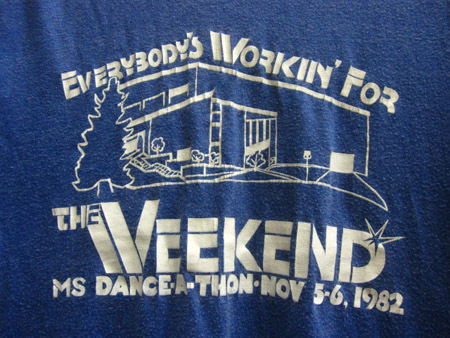 EVERYBODY'S WORKIN' FOR
THE WEEKEND
MS DANCE-A-THON·NOV 5-6, 1982